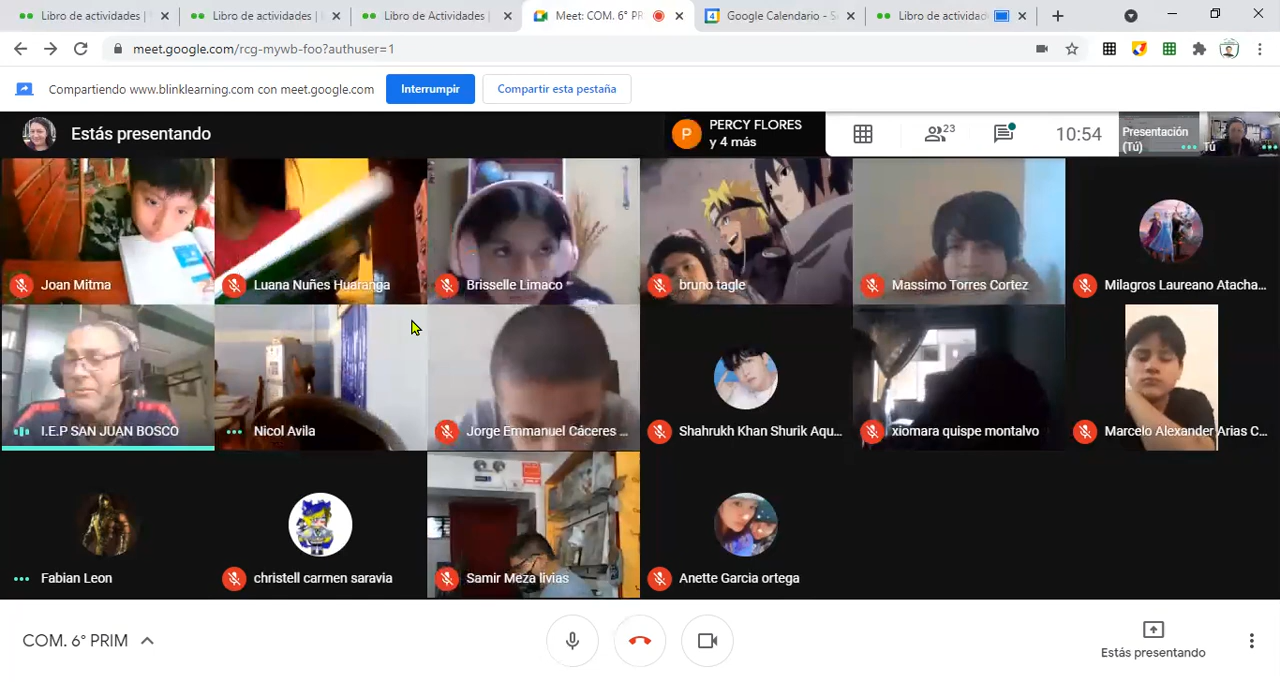 Libro de actividades |
Libro de actividades |
Libro de Actividades |
Meet: COM. 6° PR
Google Calendario - S
Libro de actividad
meet.google.com/rcg-mywb-foo?authuser=1
Compartiendo www.blinklearning.com con meet.google.com
Interrumpir
Compartir esta pestaña
Estás presentando
P
PERCY FLORES
y 4 más
23
10:54
Presentación
(Tú)
Tú
Joan Mitma
Luana Nuñes Huaranga
Brisselle Limaco
bruno tagle
Massimo Torres Cortez
Milagros Laureano Atacha...
I.E.P SAN JUAN BOSCO
Nicol Avila
Jorge Emmanuel Cáceres ...
Shahrukh Khan Shurik Aqu...
xiomara quispe montalvo
Marcelo Alexander Arias C...
Fabian Leon
christell carmen saravia
Samir Meza livias
Anette Garcia ortega
COM. 6° PRIM
Estás presentando